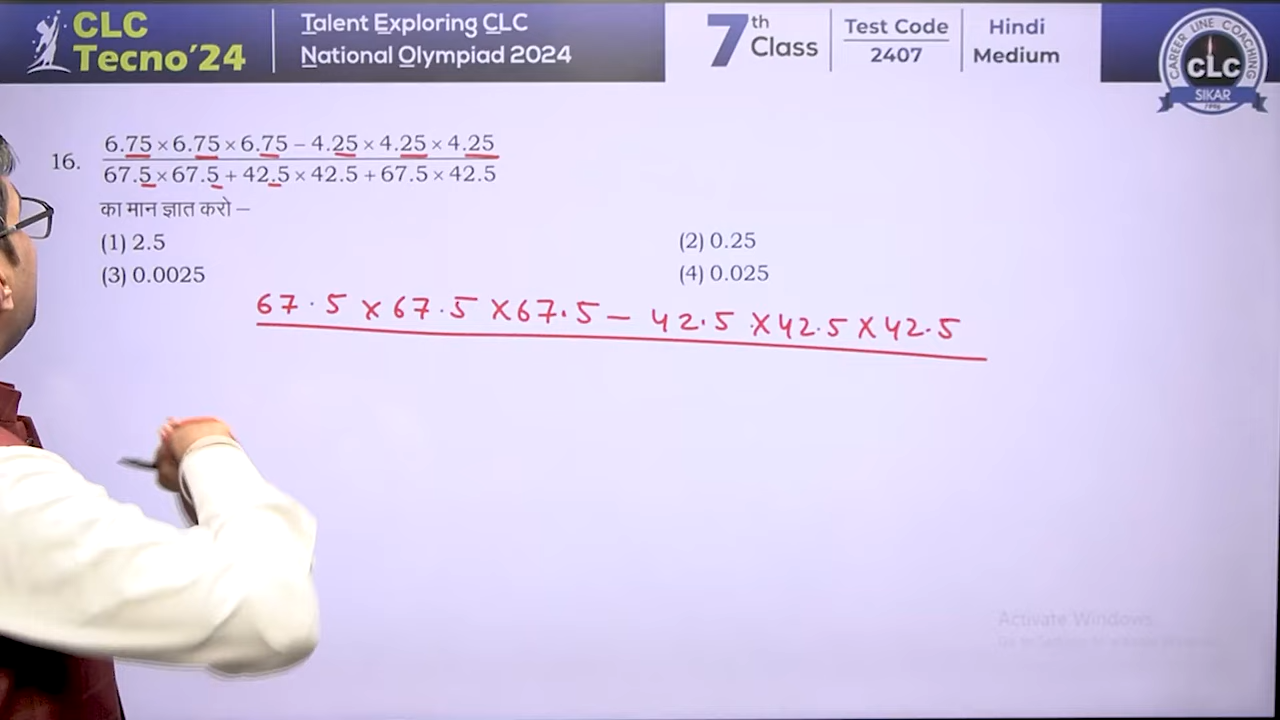 CLC
Tecno'24
Talent Exploring CLC
National Olympiad 2024
7th Class
Test Code
2407
Hindi
Medium
CAREER LINE COACHING
CLC
SIKAR
1996
16. 6.75 × 6.75 × 6.75 – 4.25 × 4.25 × 4.25
67.5 × 67.5 + 42.5 × 42.5 + 67.5 × 42.5
का मान ज्ञात करो –
(1) 2.5 (2) 0.25
(3) 0.0025 (4) 0.025
67.5 × 67.5 × 67.5 – 42.5 × 42.5 × 42.5
Activate Windows